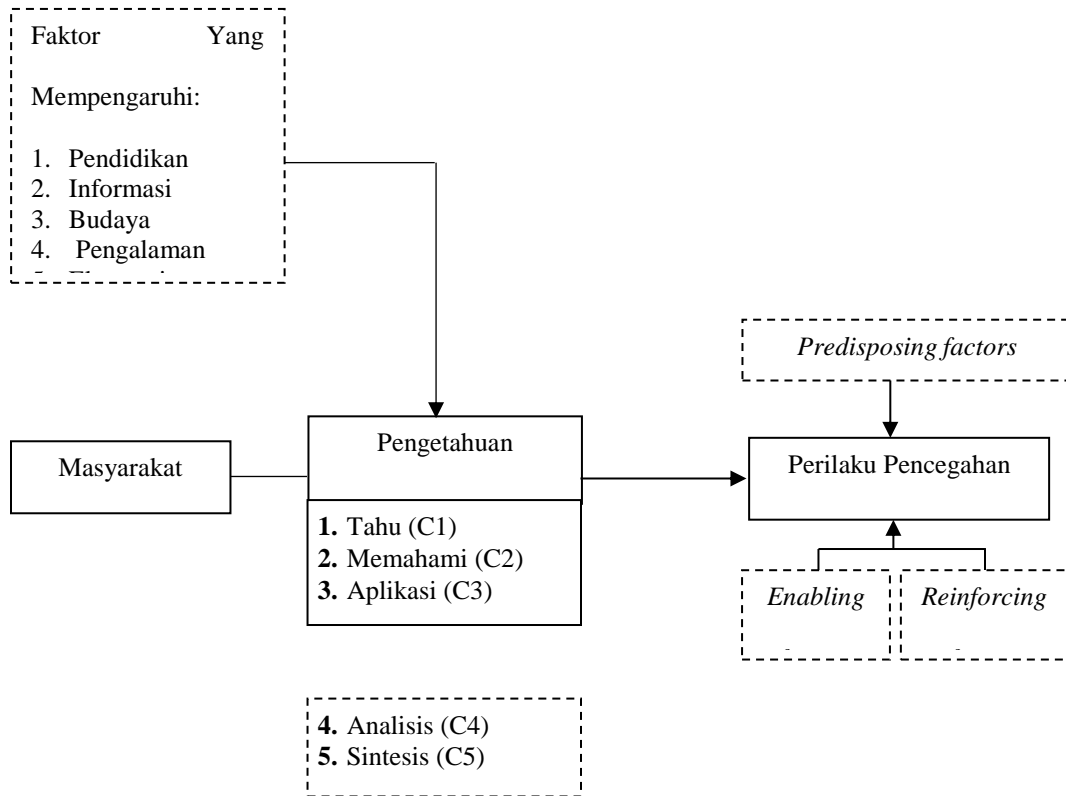 Faktor Yang
Mempengaruhi:
1. Pendidikan
2. Informasi
3. Budaya
4. Pengalaman
Predisposing factors
Masyarakat
Pengetahuan
Perilaku Pencegahan
1. Tahu (C1)
2. Memahami (C2)
3. Aplikasi (C3)
Enabling
Reinforcing
4. Analisis (C4)
5. Sintesis (C5)